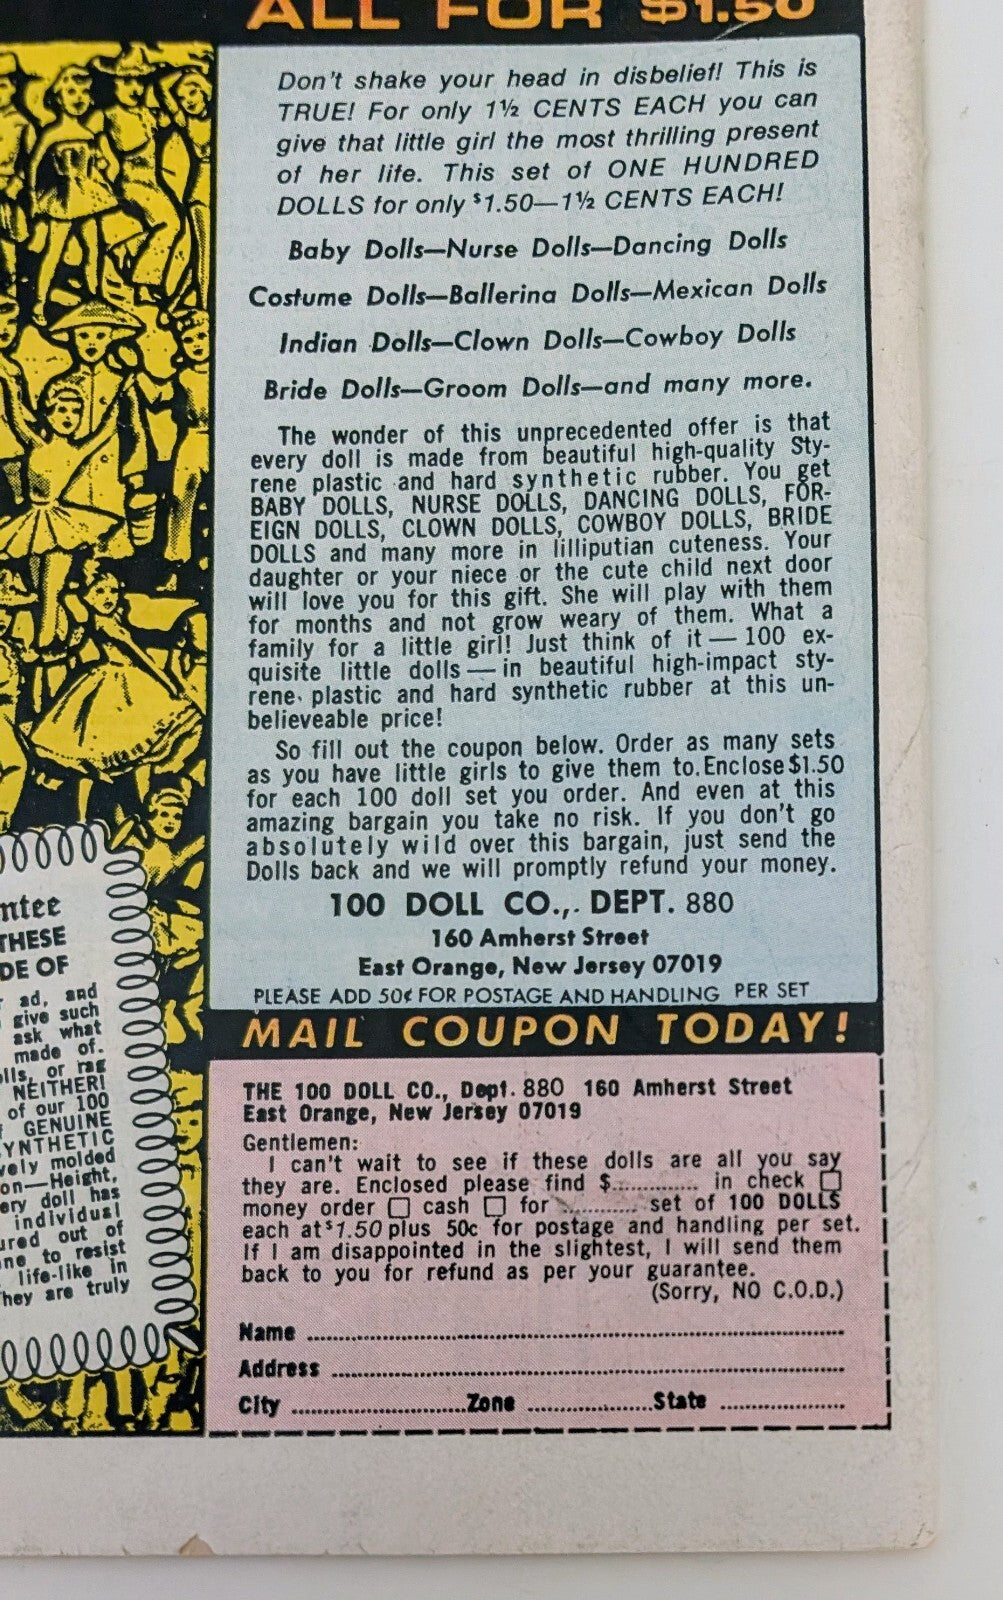 ALL FOR $1.50
Don't shake your head in disbelief! This is
TRUE! For only 1½ CENTS EACH you can
give that little girl the most thrilling present
of her life. This set of ONE HUNDRED
DOLLS for only $1.50—1½ CENTS EACH!
Baby Dolls—Nurse Dolls—Dancing Dolls
Costume Dolls—Ballerina Dolls—Mexican Dolls
Indian Dolls—Clown Dolls—Cowboy Dolls
Bride Dolls—Groom Dolls—and many more.
The wonder of this unprecedented offer is that
every doll is made from beautiful high-quality Sty-
rene plastic and hard synthetic rubber. You get
BABY DOLLS, NURSE DOLLS, DANCING DOLLS, FOR-
EIGN DOLLS, CLOWN DOLLS, COWBOY DOLLS, BRIDE
DOLLS and many more in lilliputian cuteness. Your
daughter or your niece or the cute child next door
will love you for this gift. She will play with them
for months and not grow weary of them. What a
family for a little girl! Just think of it — 100 ex-
quisite little dolls — in beautiful high-impact sty-
rene plastic and hard synthetic rubber at this un-
believeable price!
So fill out the coupon below. Order as many sets
as you have little girls to give them to. Enclose $1.50
for each 100 doll set you order. And even at this
amazing bargain you take no risk. If you don't go
absolutely wild over this bargain, just send the
Dolls back and we will promptly refund your money.
100 DOLL CO.,. DEPT. 880
160 Amherst Street
East Orange, New Jersey 07019
PLEASE ADD 50¢ FOR POSTAGE AND HANDLING PER SET
ntee
THESE
DE OF
ad, and
give such
ask what
made of.
lls, or rag
NEITHER!
of our 100
GENUINE
YNTHETIC
vely molded
on—Height,
ery doll has
individual
ured out of
ne to resist
life-like in
hey are truly
MAIL COUPON TODAY!
THE 100 DOLL CO., Dept. 880 160 Amherst Street
East Orange, New Jersey 07019
Gentlemen:
I can't wait to see if these dolls are all you say
they are. Enclosed please find $............. in check □
money order □ cash □ for ........... set of 100 DOLLS
each at $1.50 plus 50c for postage and handling per set.
If I am disappointed in the slightest, I will send them
back to you for refund as per your guarantee.
(Sorry, NO C.O.D.)
Name ..........
Address ..........
City .......... Zone .......... State ..........